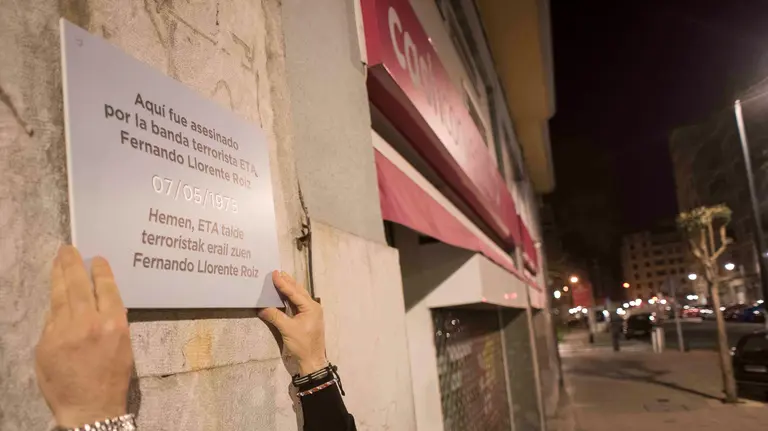 Aquí fue asesinado
por la banda terrorista ETA,
Fernando Llorente Roiz
07/05/1978
Hemen, ETA talde
terroristak erail zuen
Fernando Llorente Roiz